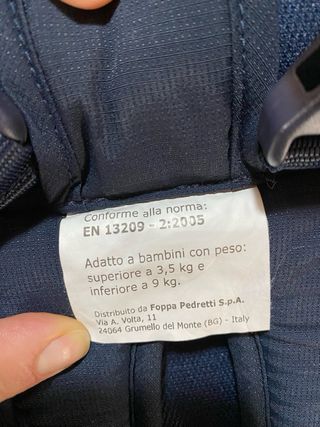 Conforme alla norma:
EN 13209 - 2:2005
Adatto a bambini con peso:
superiore a 3,5 kg e
inferiore a 9 kg.
Distribuito da Foppa Pedretti S.p.A.
Via A. Volta, 11
24064 Grumello del Monte (BG) - Italy